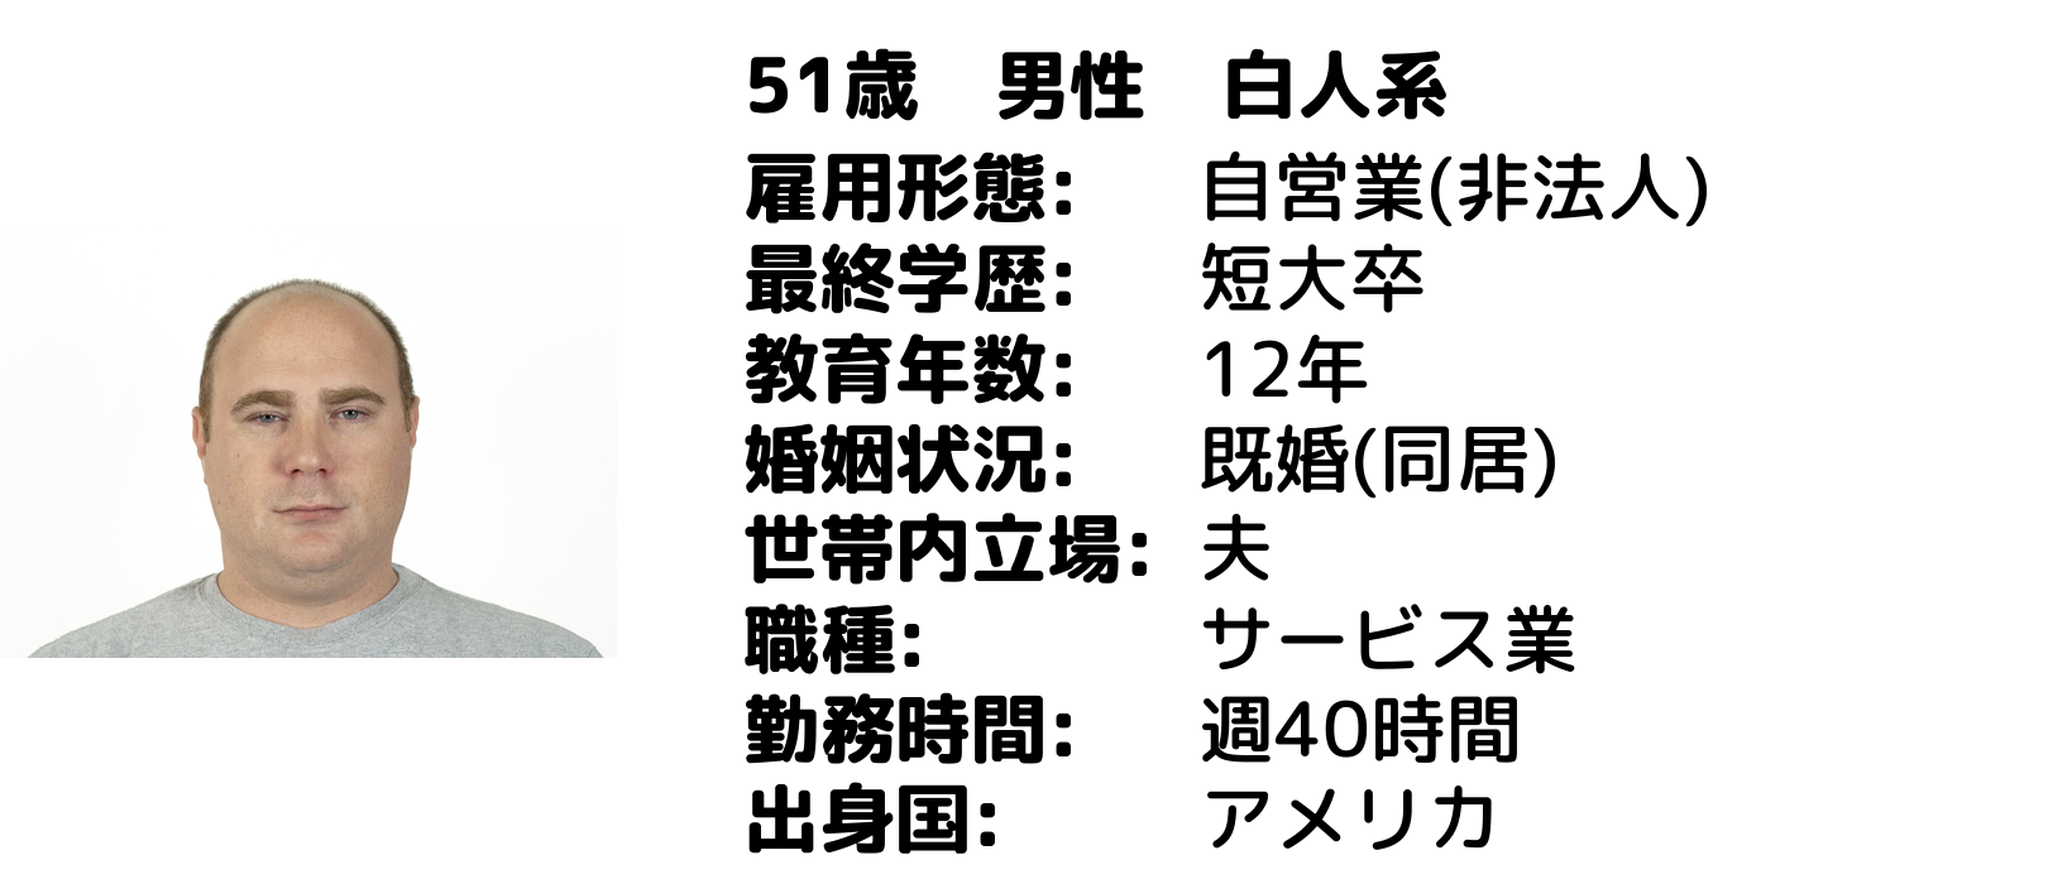 51歳　男性　白人系
雇用形態: 自営業(非法人)
最終学歴: 短大卒
教育年数: 12年
婚姻状況: 既婚(同居)
世帯内立場: 夫
職種: サービス業
勤務時間: 週40時間
出身国: アメリカ